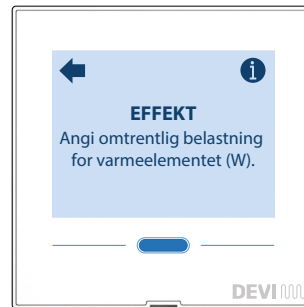 EFFEKT
Angi omtrentlig belastning
for varmeelementet (W).
DEVI